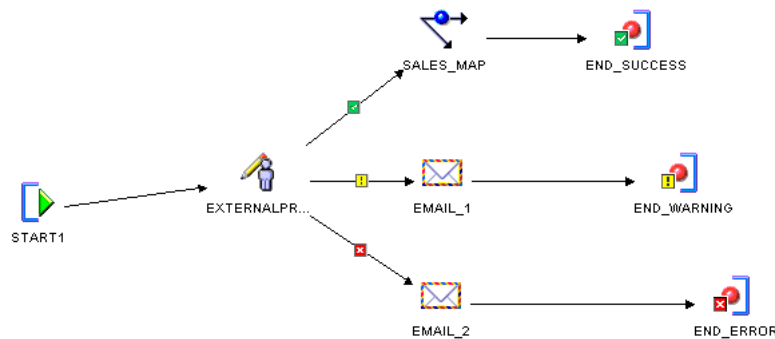 SALES_MAP
END_SUCCESS
EXTERNALPR...
EMAIL_1
END_WARNING
START1
EMAIL_2
END_ERROR